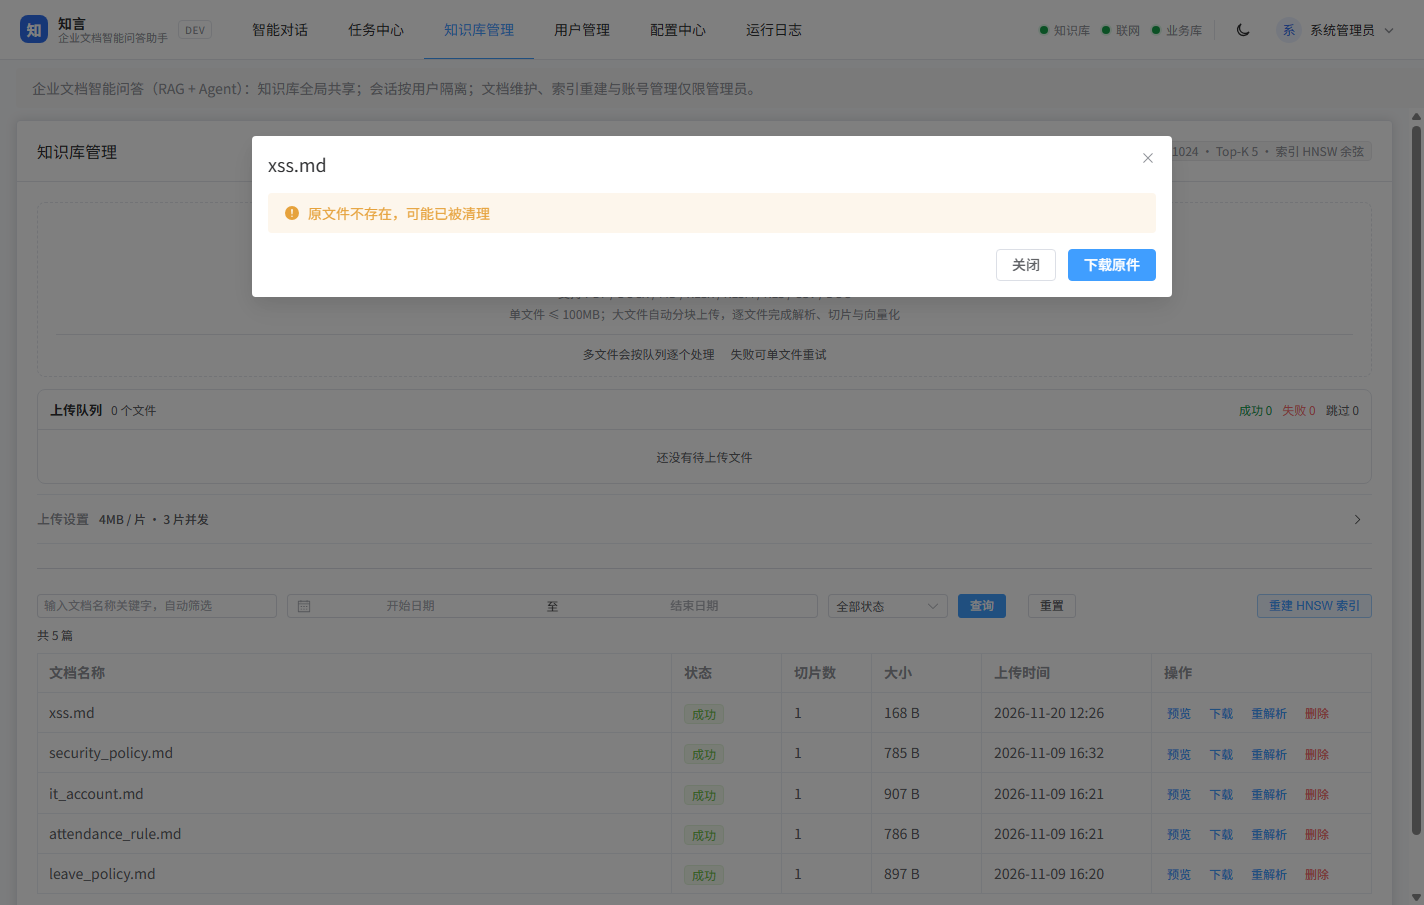 知
知言
企业文档智能问答助手
DEV
智能对话
任务中心
知识库管理
用户管理
配置中心
运行日志
知识库
联网
业务库
系
系统管理员
企业文档智能问答（RAG + Agent）：知识库全局共享；会话按用户隔离；文档维护、索引重建与账号管理仅限管理员。
知识库管理
1024 · Top-K 5 · 索引 HNSW 余弦
xss.md
原文件不存在，可能已被清理
关闭
下载原件
单文件 ≤ 100MB；大文件自动分块上传，逐文件完成解析、切片与向量化
多文件会按队列逐个处理 失败可单文件重试
上传队列 0 个文件
成功 0 失败 0 跳过 0
还没有待上传文件
上传设置 4MB / 片 · 3 片并发
输入文档名称关键字，自动筛选
开始日期 至 结束日期
全部状态
查询
重置
重建 HNSW 索引
共 5 篇
文档名称 状态 切片数 大小 上传时间 操作
xss.md 成功 1 168 B 2026-11-20 12:26 预览 下载 重解析 删除
security_policy.md 成功 1 785 B 2026-11-09 16:32 预览 下载 重解析 删除
it_account.md 成功 1 907 B 2026-11-09 16:21 预览 下载 重解析 删除
attendance_rule.md 成功 1 786 B 2026-11-09 16:21 预览 下载 重解析 删除
leave_policy.md 成功 1 897 B 2026-11-09 16:20 预览 下载 重解析 删除